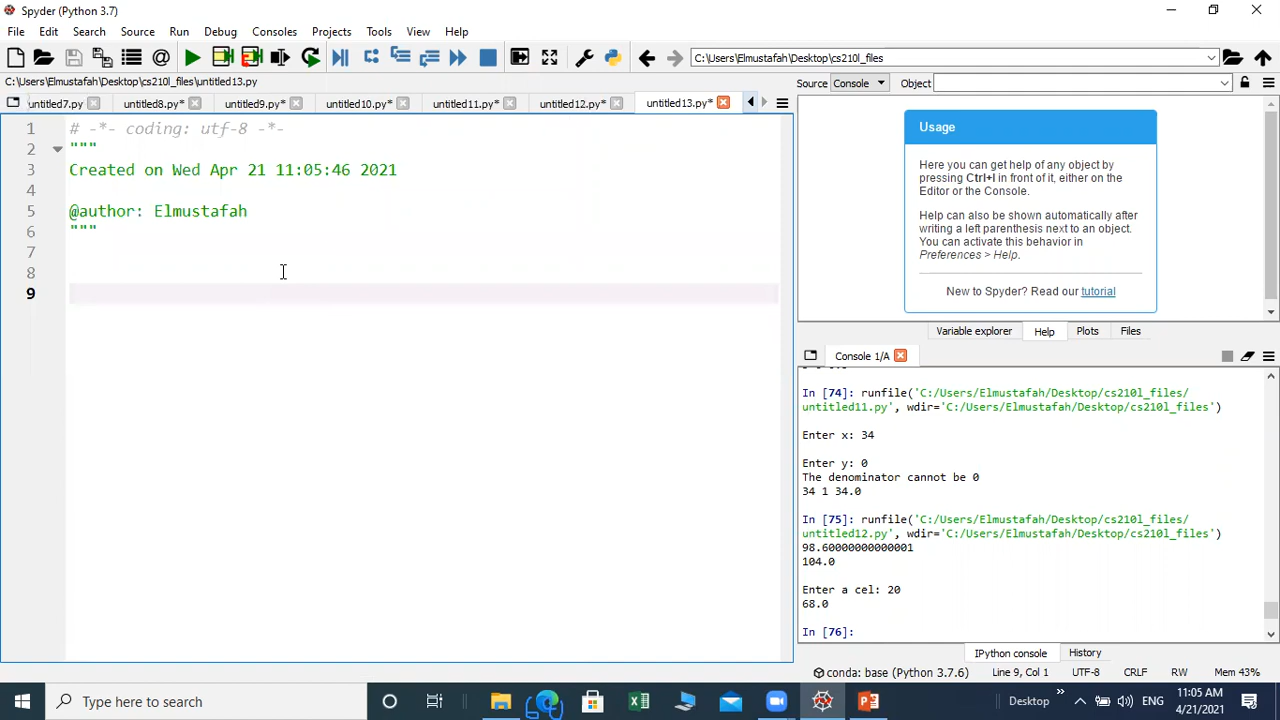 Spyder (Python 3.7)
File Edit Search Source Run Debug Consoles Projects Tools View Help
C:\Users\Elmustafah\Desktop\cs210l_files
C:\Users\Elmustafah\Desktop\cs210l_files\untitled13.py
Source Console Object
untitled7.py untitled8.py* untitled9.py* untitled10.py* untitled11.py* untitled12.py* untitled13.py*
1 # -*- coding: utf-8 -*-
2 """
3 Created on Wed Apr 21 11:05:46 2021
4
5 @author: Elmustafah
6 """
7
8
9
Usage
Here you can get help of any object by
pressing Ctrl+I in front of it, either on the
Editor or the Console.
Help can also be shown automatically after
writing a left parenthesis next to an object.
You can activate this behavior in
Preferences > Help.
New to Spyder? Read our tutorial
Variable explorer Help Plots Files
Console 1/A
In [74]: runfile('C:/Users/Elmustafah/Desktop/cs210l_files/
untitled11.py', wdir='C:/Users/Elmustafah/Desktop/cs210l_files')
Enter x: 34
Enter y: 0
The denominator cannot be 0
34 1 34.0
In [75]: runfile('C:/Users/Elmustafah/Desktop/cs210l_files/
untitled12.py', wdir='C:/Users/Elmustafah/Desktop/cs210l_files')
98.60000000000001
104.0
Enter a cel: 20
68.0
In [76]:
IPython console History
conda: base (Python 3.7.6) Line 9, Col 1 UTF-8 CRLF RW Mem 43%
Type here to search
Desktop ENG
11:05 AM
4/21/2021